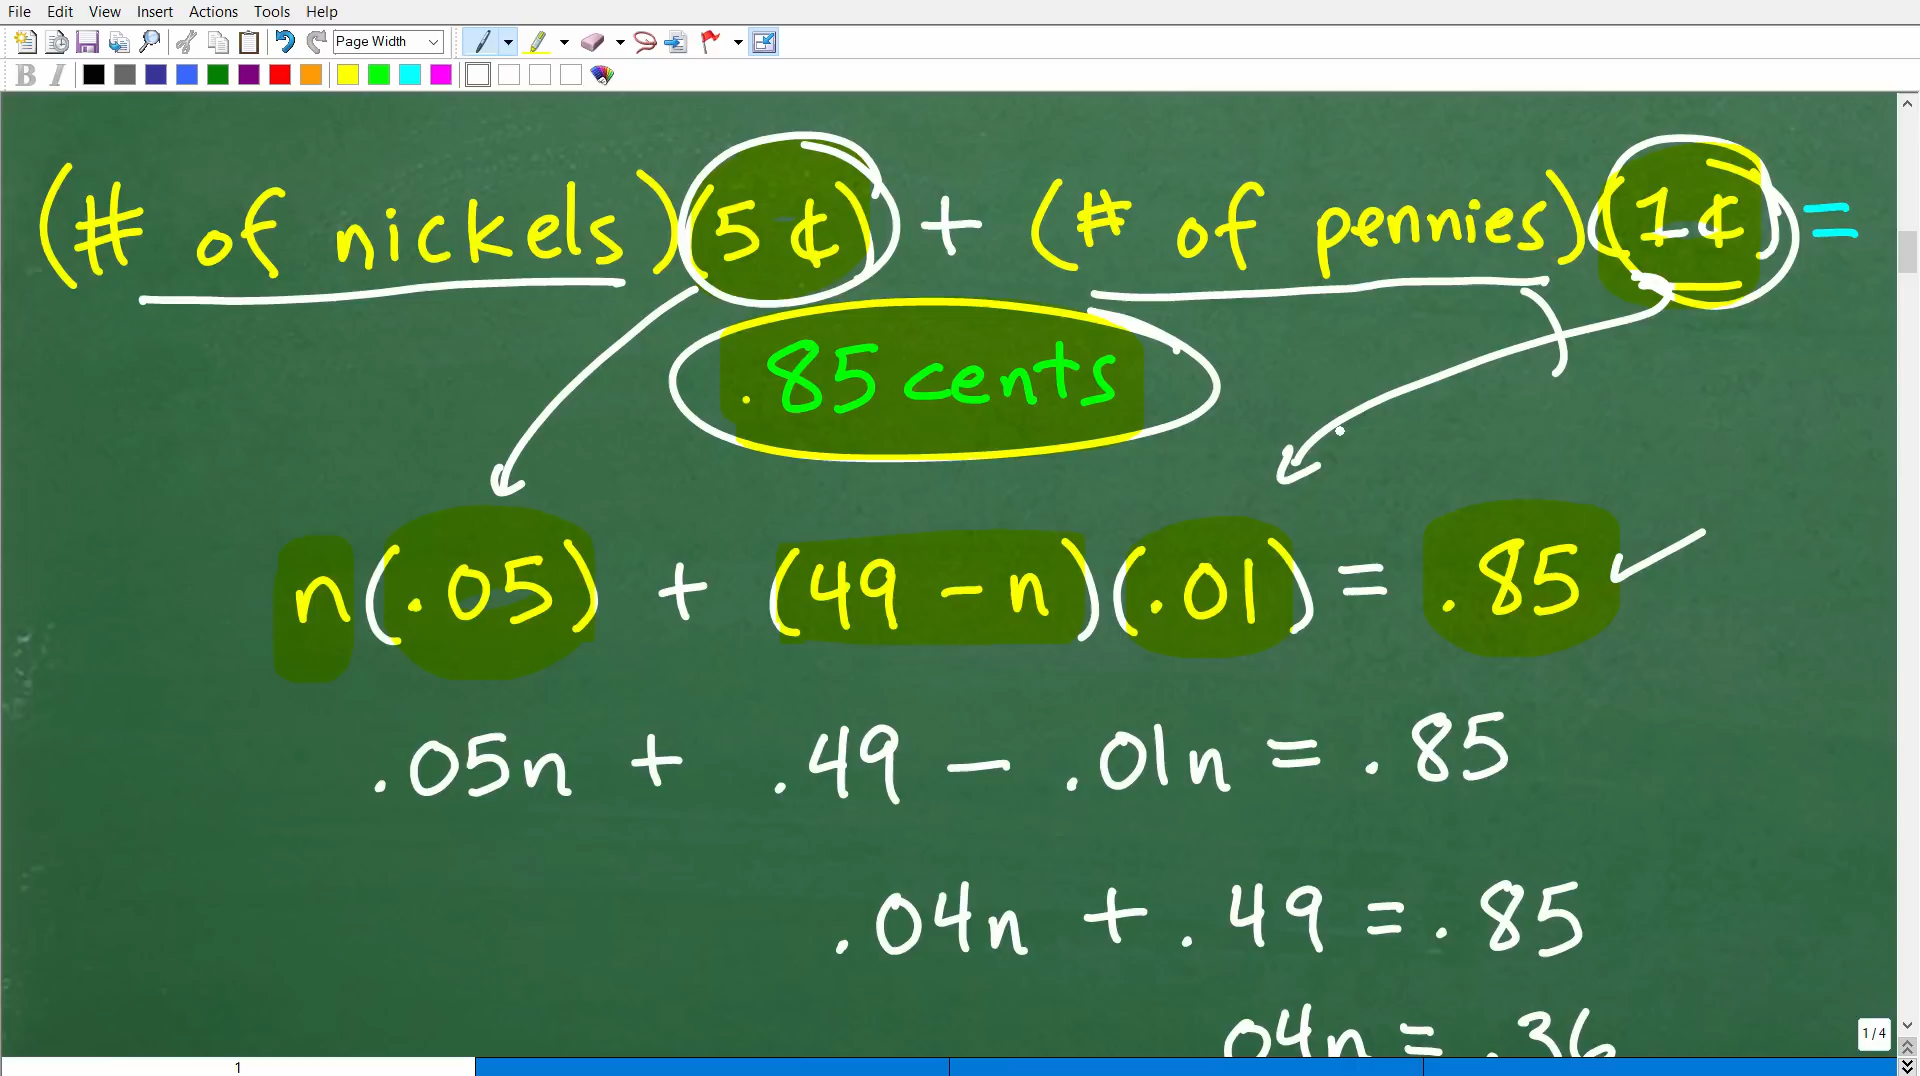 File Edit View Insert Actions Tools Help
Page Width
B I
(# of nickels)(5¢) + (# of pennies)(1¢) =
.85 cents
n(.05) + (49 - n)(.01) = .85
.05n + .49 - .01n = .85
.04n + .49 = .85
04n = .36
1 / 4
1